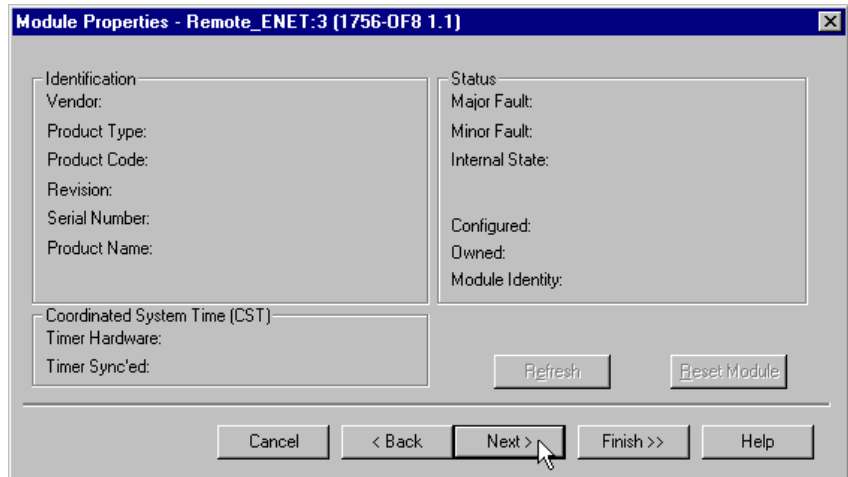 Module Properties - Remote_ENET:3 (1756-OF8 1.1)
Identification
Vendor:
Product Type:
Product Code:
Revision:
Serial Number:
Product Name:
Status
Major Fault:
Minor Fault:
Internal State:
Configured:
Owned:
Module Identity:
Coordinated System Time (CST)
Timer Hardware:
Timer Sync'ed:
Refresh
Reset Module
Cancel
< Back
Next >
Finish >>
Help